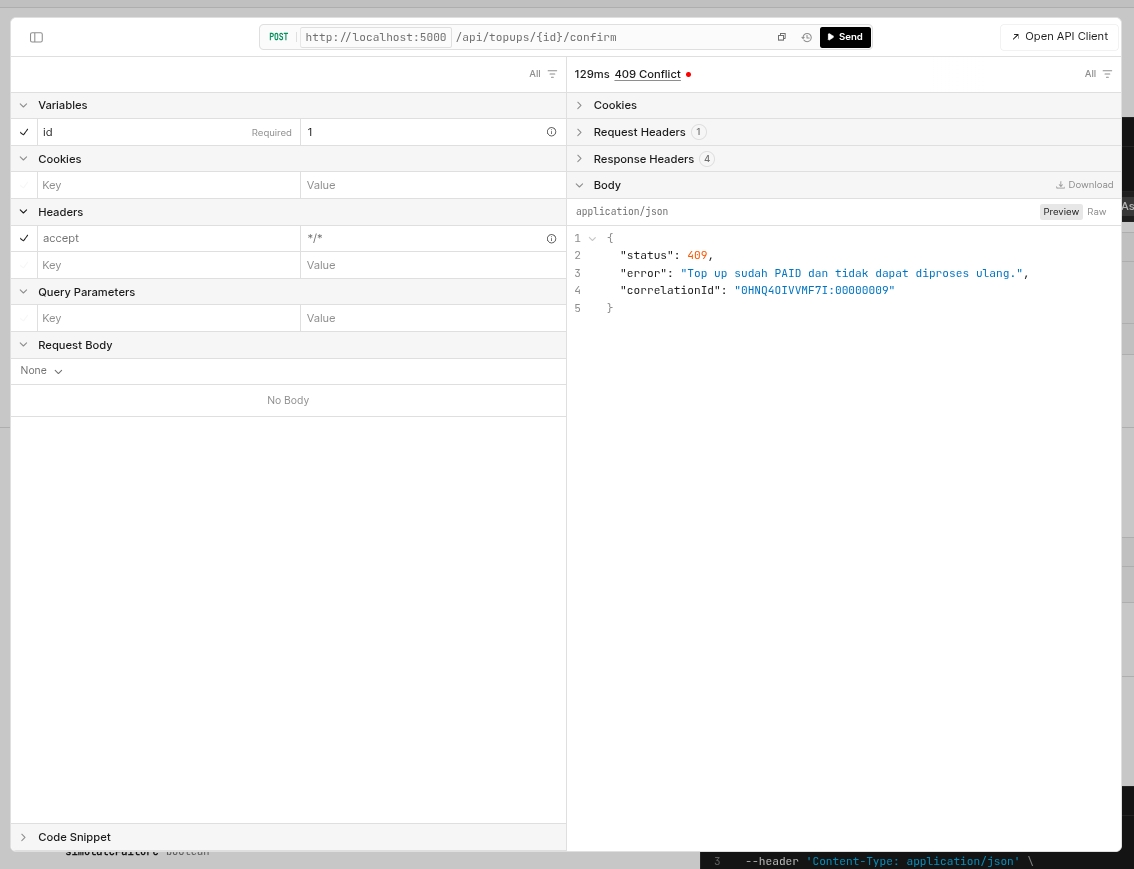 POST http://localhost:5000 /api/topups/{id}/confirm Send Open API Client
All
129ms 409 Conflict All
Variables
id Required 1
Cookies
Key Value
Headers
accept */*
Key Value
Query Parameters
Key Value
Request Body
None
No Body
Code Snippet
Cookies
Request Headers 1
Response Headers 4
Body Download
application/json Preview Raw
1 {
2 "status": 409,
3 "error": "Top up sudah PAID dan tidak dapat diproses ulang.",
4 "correlationId": "0HNQ4OIVVMF7I:00000009"
5 }
As
3 --header 'Content-Type: application/json' \